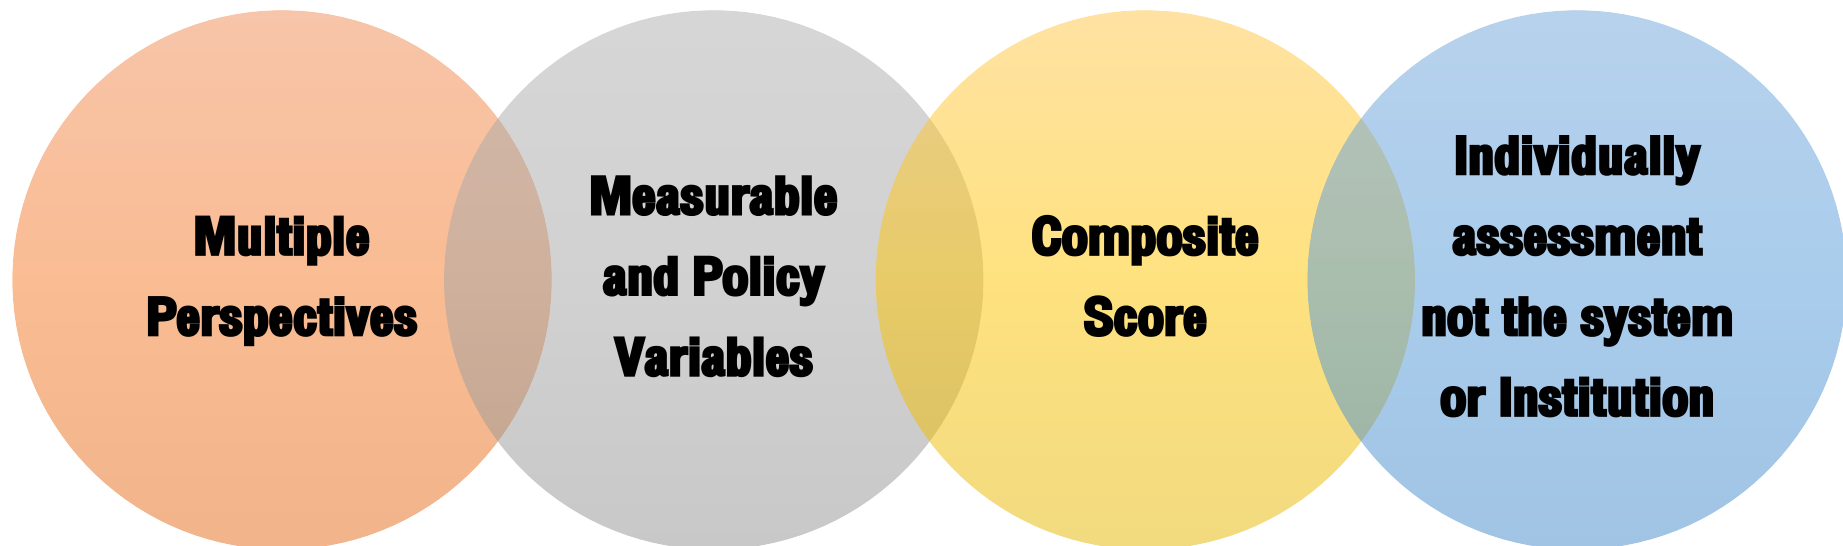 Multiple
Perspectives
Measurable
and Policy
Variables
Composite
Score
Individually
assessment
not the system
or Institution